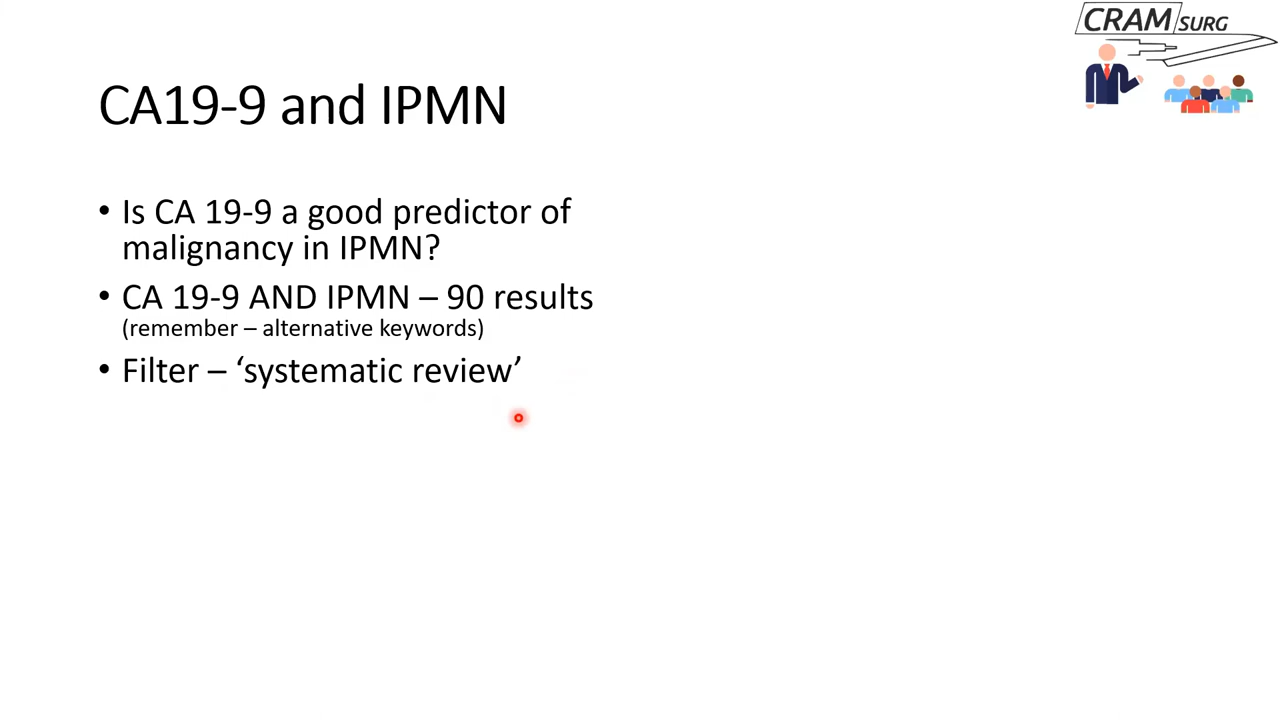 CRAM SURG
CA19-9 and IPMN
• Is CA 19-9 a good predictor of
malignancy in IPMN?
• CA 19-9 AND IPMN – 90 results
(remember – alternative keywords)
• Filter – ‘systematic review’